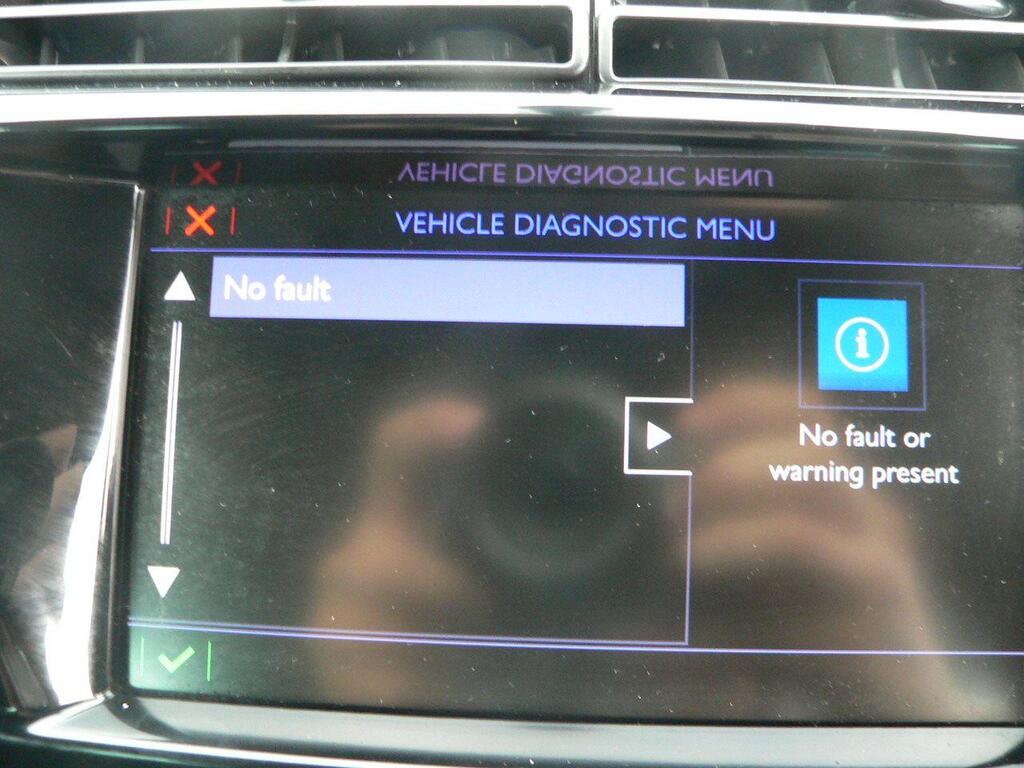 VEHICLE DIAGNOSTIC MENU
VEHICLE DIAGNOSTIC MENU
No fault
No fault or
warning present